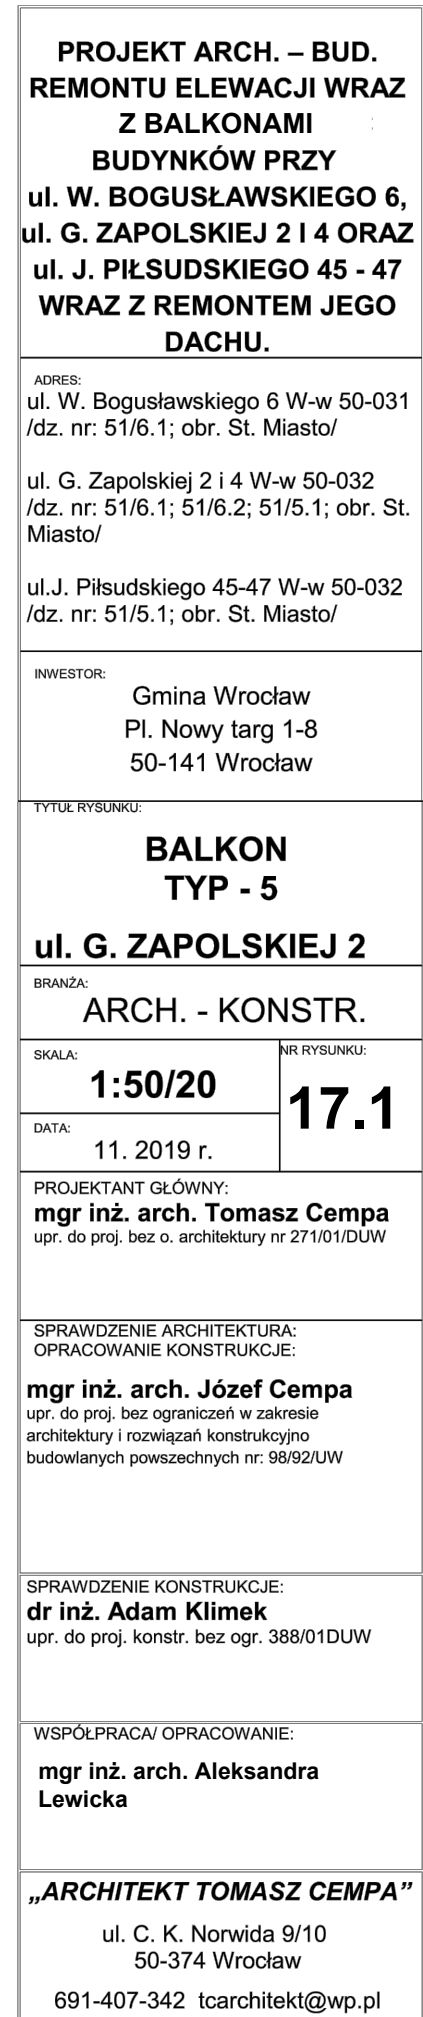 PROJEKT ARCH. – BUD.
REMONTU ELEWACJI WRAZ
Z BALKONAMI
BUDYNKÓW PRZY
ul. W. BOGUSŁAWSKIEGO 6,
ul. G. ZAPOLSKIEJ 2 I 4 ORAZ
ul. J. PIŁSUDSKIEGO 45 - 47
WRAZ Z REMONTEM JEGO
DACHU.
ADRES:
ul. W. Bogusławskiego 6 W-w 50-031
/dz. nr: 51/6.1; obr. St. Miasto/
ul. G. Zapolskiej 2 i 4 W-w 50-032
/dz. nr: 51/6.1; 51/6.2; 51/5.1; obr. St.
Miasto/
ul.J. Piłsudskiego 45-47 W-w 50-032
/dz. nr: 51/5.1; obr. St. Miasto/
INWESTOR:
Gmina Wrocław
Pl. Nowy targ 1-8
50-141 Wrocław
TYTUŁ RYSUNKU:
BALKON
TYP - 5
ul. G. ZAPOLSKIEJ 2
BRANŻA:
ARCH. - KONSTR.
SKALA:
1:50/20
NR RYSUNKU:
17.1
DATA:
11. 2019 r.
PROJEKTANT GŁÓWNY:
mgr inż. arch. Tomasz Cempa
upr. do proj. bez o. architektury nr 271/01/DUW
SPRAWDZENIE ARCHITEKTURA:
OPRACOWANIE KONSTRUKCJE:
mgr inż. arch. Józef Cempa
upr. do proj. bez ograniczeń w zakresie
architektury i rozwiązań konstrukcyjno
budowlanych powszechnych nr: 98/92/UW
SPRAWDZENIE KONSTRUKCJE:
dr inż. Adam Klimek
upr. do proj. konstr. bez ogr. 388/01DUW
WSPÓŁPRACA/ OPRACOWANIE:
mgr inż. arch. Aleksandra
Lewicka
„ARCHITEKT TOMASZ CEMPA”
ul. C. K. Norwida 9/10
50-374 Wrocław
691-407-342 tcarchitekt@wp.pl